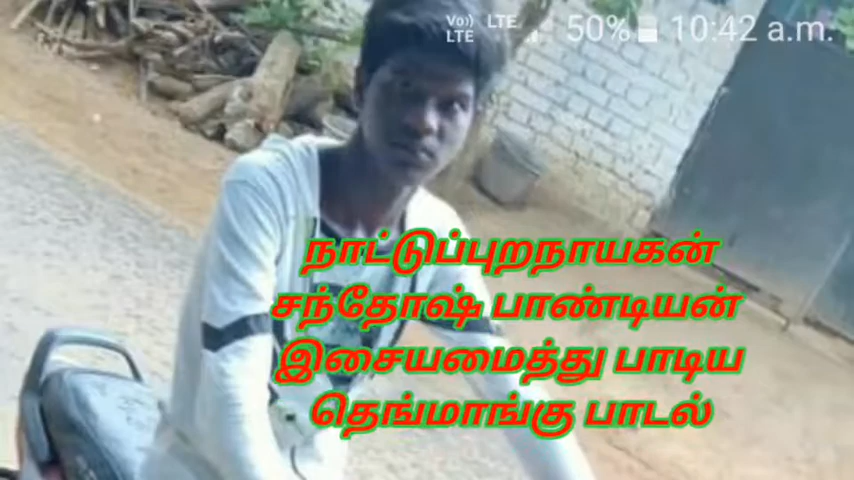 Vo)) LTE LTE 50% 10:42 a.m.
நாட்டுப்புறநாயகன்
சந்தோஷ் பாண்டியன்
இசையமைத்து பாடிய
தெங்மாங்கு பாடல்